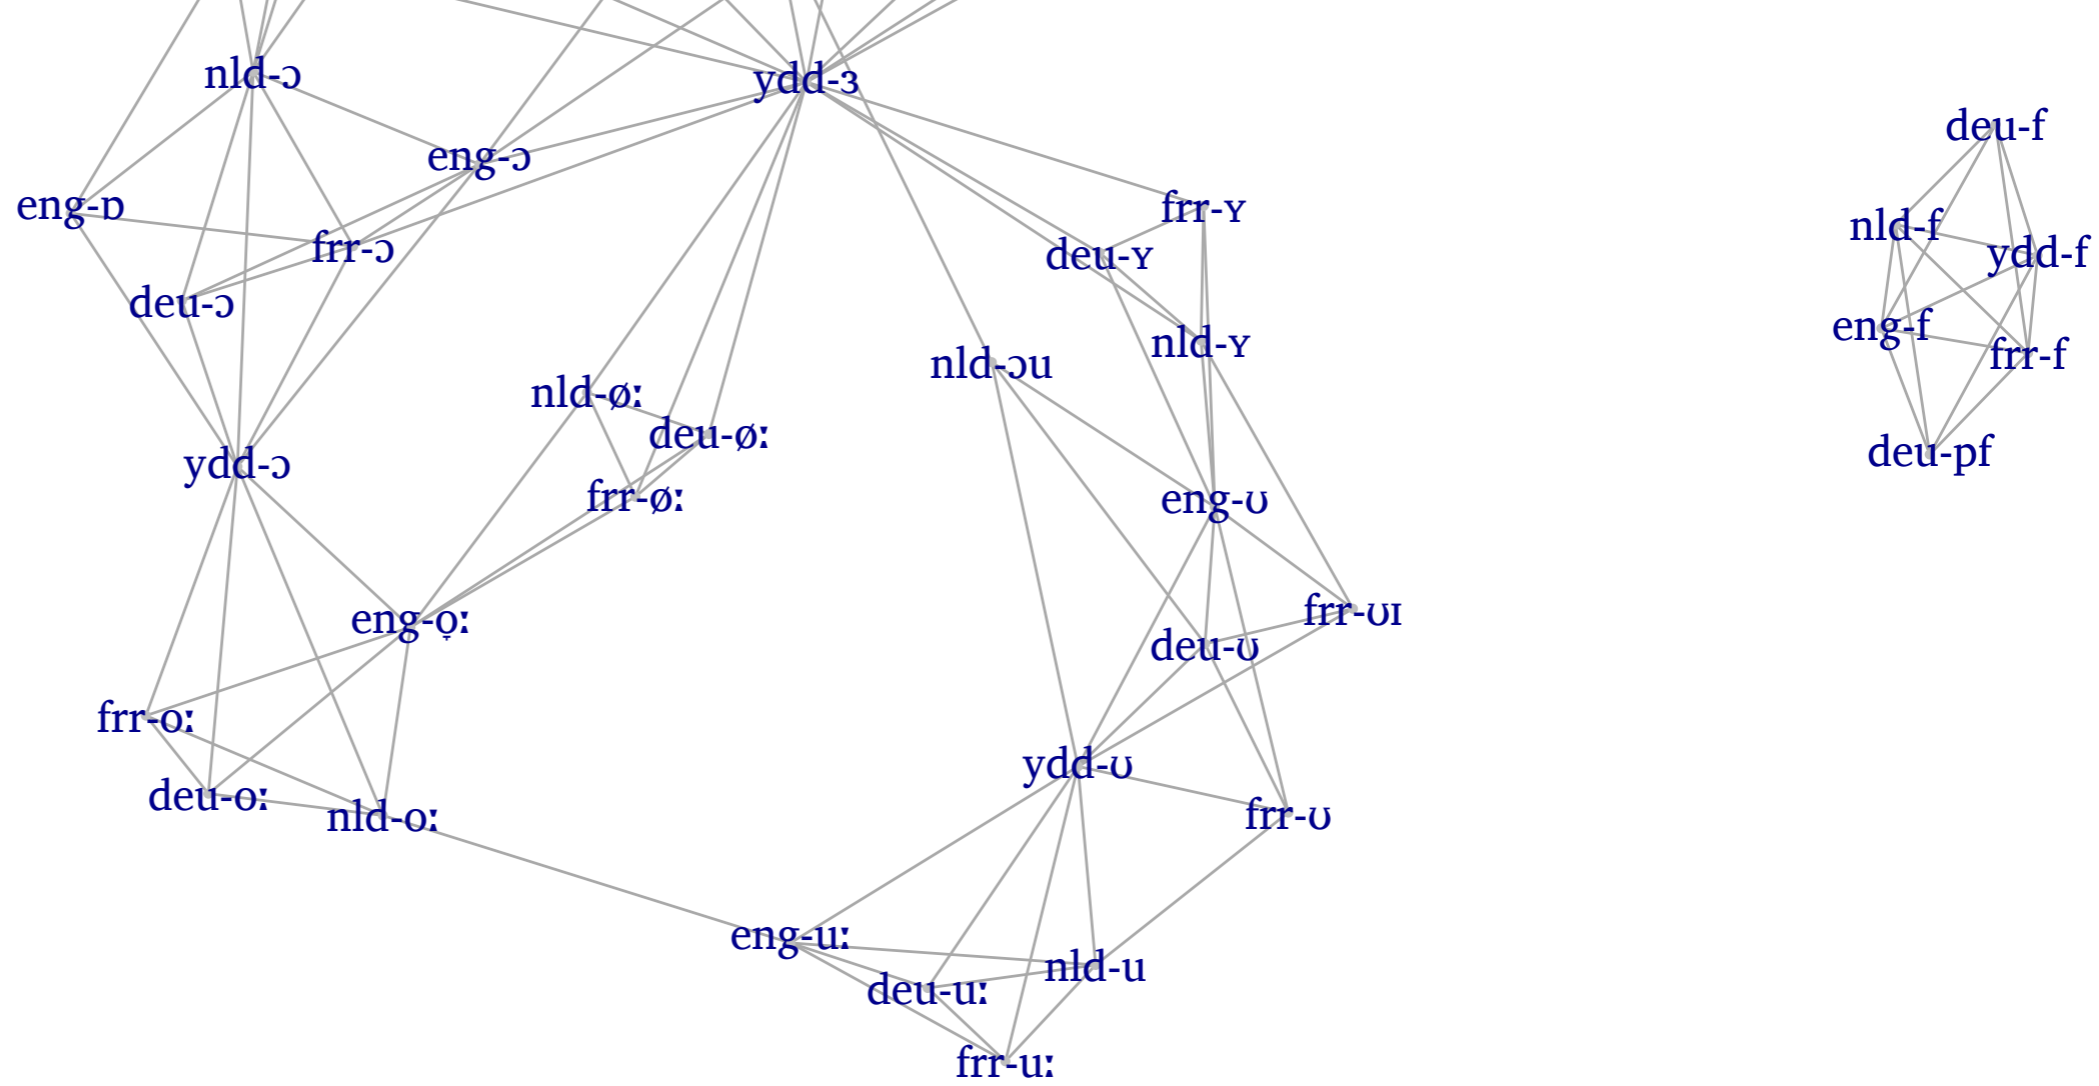 nld-ɔ
ydd-ɜ
deu-f
eng-ɔ
eng-ɒ
frr-ʏ
nld-f
frr-ɔ
deu-ʏ
ydd-f
deu-ɔ
eng-f
nld-ʏ
frr-f
nld-ɔu
nld-øː
deu-øː
deu-pf
ydd-ɔ
frr-øː
eng-ʊ
frr-ʊɪ
eng-o̞ː
deu-ʊ
frr-oː
ydd-ʊ
deu-oː
nld-oː
frr-ʊ
eng-uː
nld-u
deu-uː
frr-uː